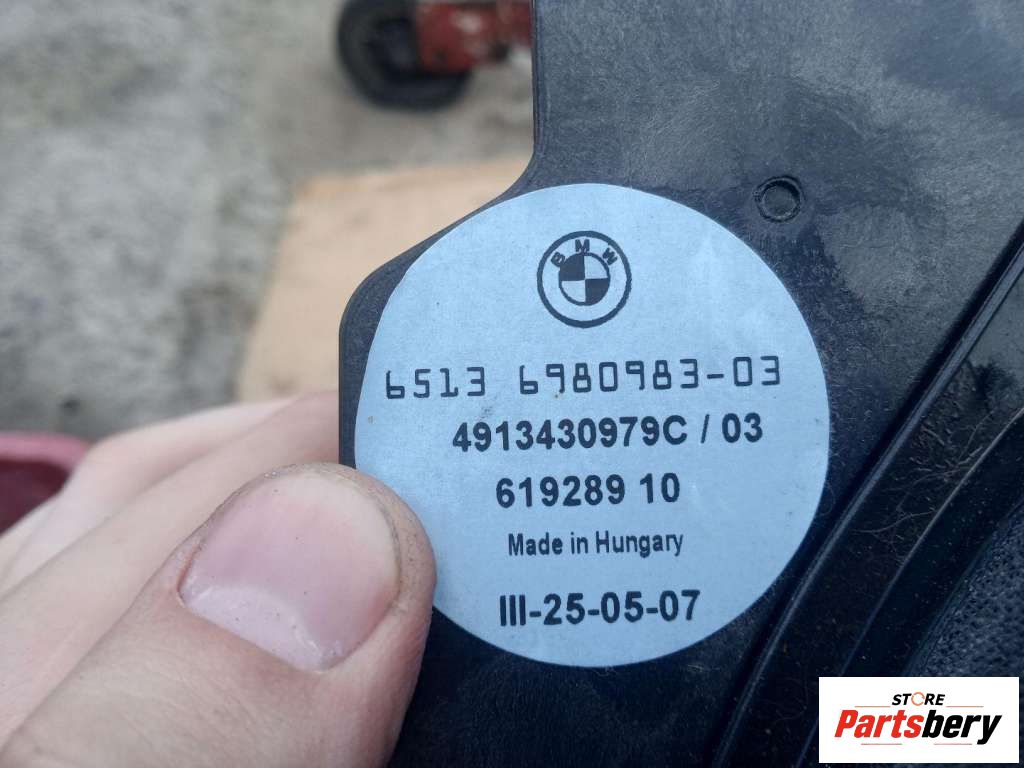 BMW
6513 6980983-03
4913430979C / 03
619289 10
Made in Hungary
III-25-05-07
STORE
Partsbery